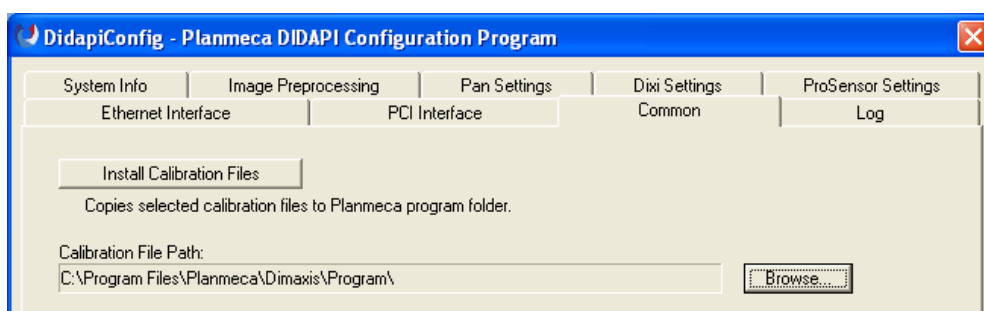 DidapiConfig - Planmeca DIDAPI Configuration Program
System Info Image Preprocessing Pan Settings Dixi Settings ProSensor Settings
Ethernet Interface PCI Interface Common Log
Install Calibration Files
Copies selected calibration files to Planmeca program folder.
Calibration File Path:
C:\Program Files\Planmeca\Dimaxis\Program\ Browse...